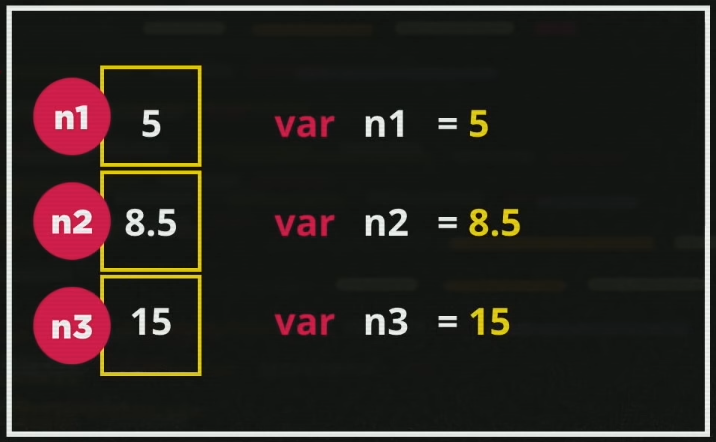 n1 5 var n1 = 5
n2 8.5 var n2 = 8.5
n3 15 var n3 = 15